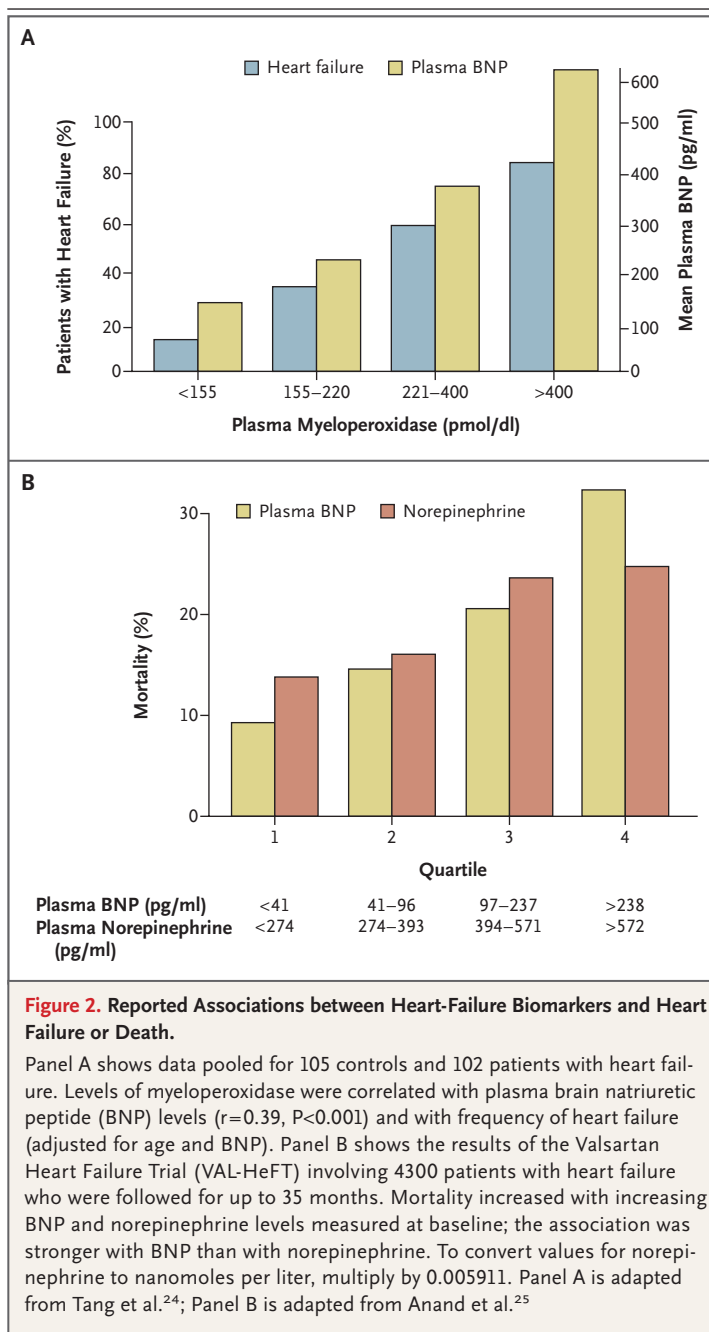 A
Heart failure
Plasma BNP
Patients with Heart Failure (%)
100
80
60
40
20
0
600
500
400
300
200
100
0
Mean Plasma BNP (pg/ml)
<155
155–220
221–400
>400
Plasma Myeloperoxidase (pmol/dl)
B
Plasma BNP
Norepinephrine
Mortality (%)
30
20
10
0
1
2
3
4
Quartile
Plasma BNP (pg/ml) <41 41–96 97–237 >238
Plasma Norepinephrine <274 274–393 394–571 >572
(pg/ml)
Figure 2. Reported Associations between Heart-Failure Biomarkers and Heart
Failure or Death.
Panel A shows data pooled for 105 controls and 102 patients with heart fail-
ure. Levels of myeloperoxidase were correlated with plasma brain natriuretic
peptide (BNP) levels (r=0.39, P<0.001) and with frequency of heart failure
(adjusted for age and BNP). Panel B shows the results of the Valsartan
Heart Failure Trial (VAL-HeFT) involving 4300 patients with heart failure
who were followed for up to 35 months. Mortality increased with increasing
BNP and norepinephrine levels measured at baseline; the association was
stronger with BNP than with norepinephrine. To convert values for norepi-
nephrine to nanomoles per liter, multiply by 0.005911. Panel A is adapted
from Tang et al.24; Panel B is adapted from Anand et al.25